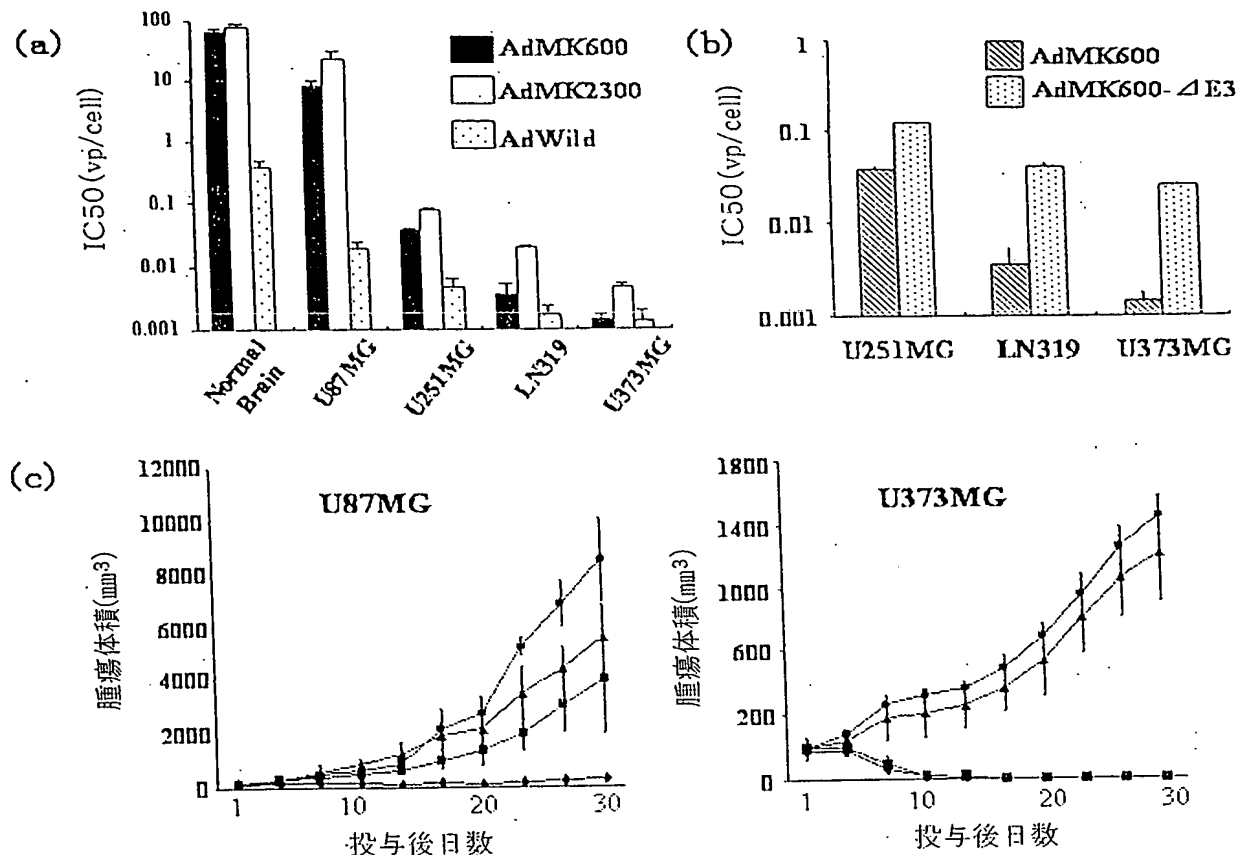 (a)
IC50(vp/cell)
100
10
1
0.1
0.01
0.001
AdMK600
AdMK2300
AdWild
Normal
Brain
U87MG
U251MG
LN319
U373MG
(b)
IC50(vp/cell)
1
0.1
0.01
0.001
AdMK600
AdMK600-⊿E3
U251MG
LN319
U373MG
(c)
U87MG
腫瘍体積(mm³)
12000
10000
8000
6000
4000
2000
0
1
10
20
30
投与後日数
U373MG
腫瘍体積(mm³)
1800
1400
1000
600
200
0
1
10
20
30
投与後日数